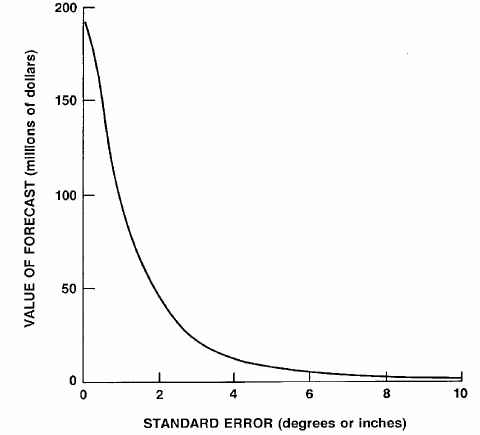 200
150
100
50
0
VALUE OF FORECAST (millions of dollars)
0 2 4 6 8 10
STANDARD ERROR (degrees or inches)